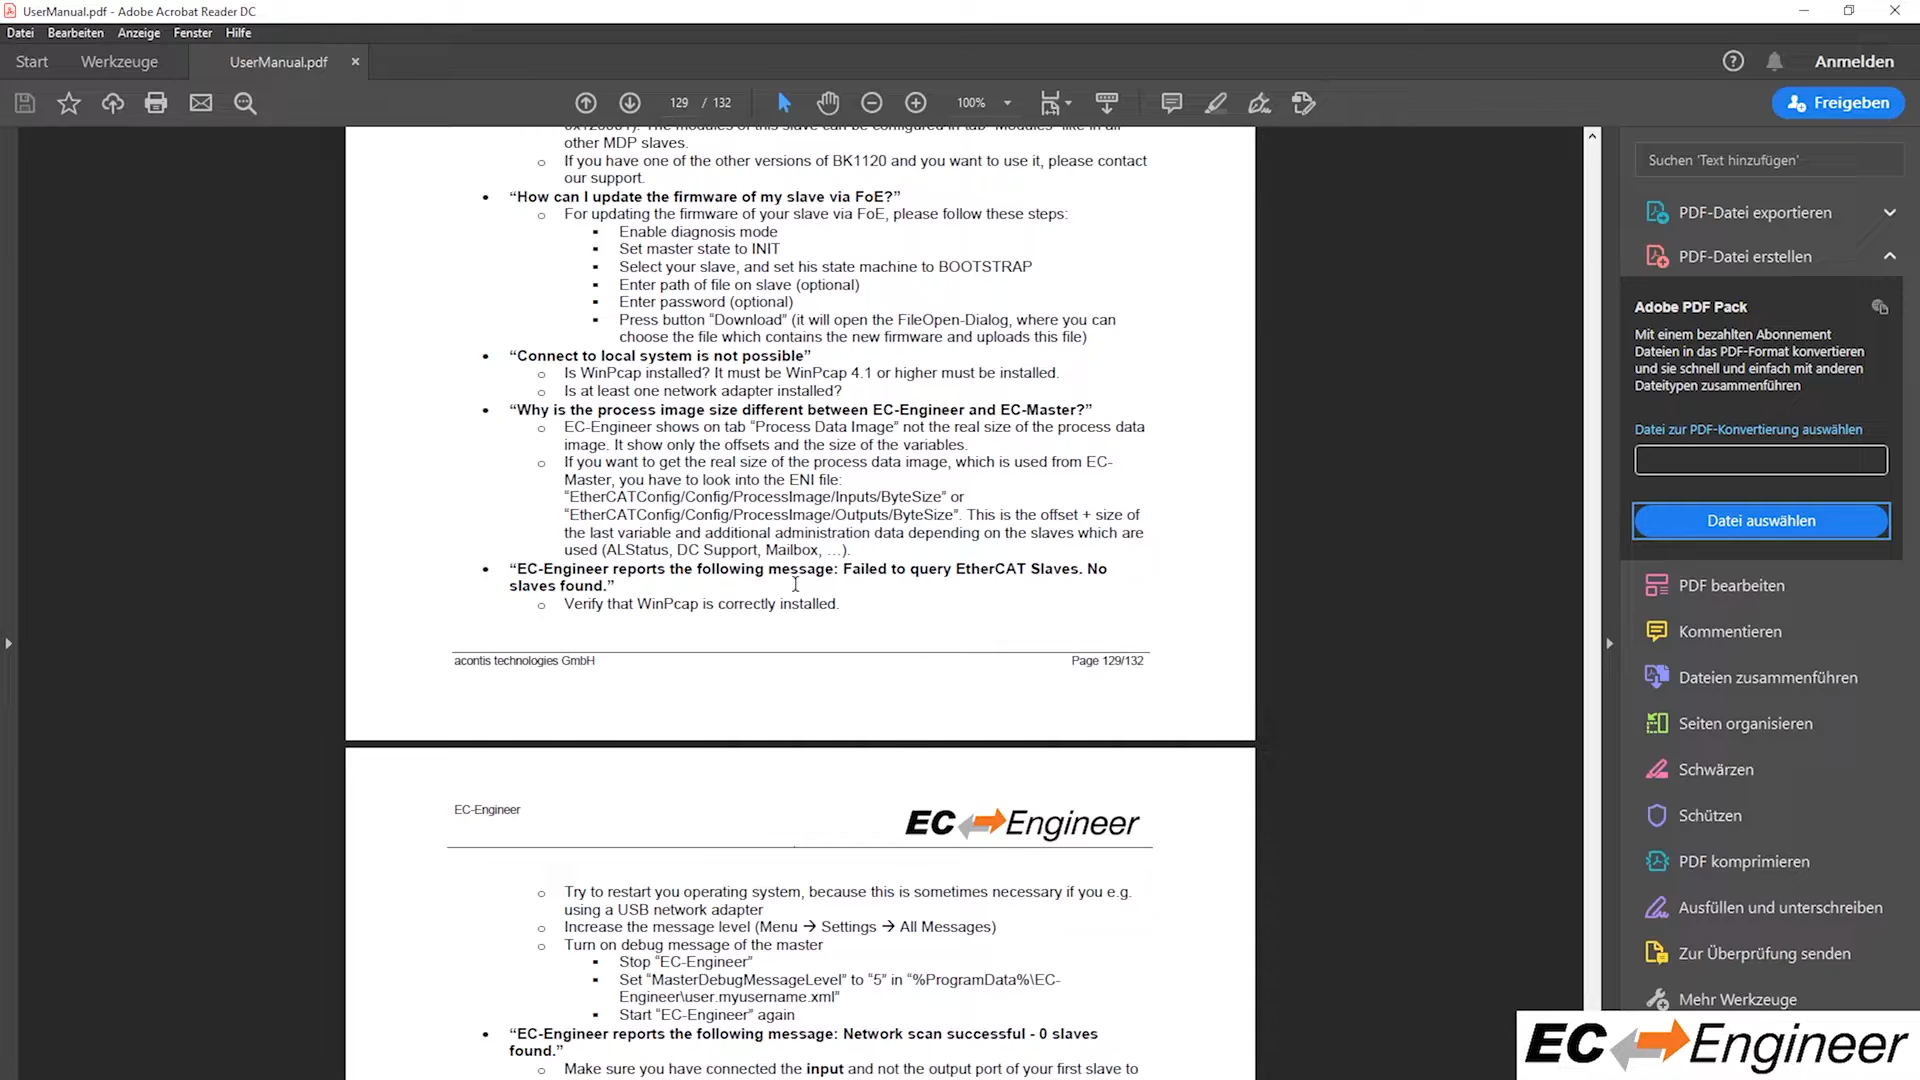 UserManual.pdf - Adobe Acrobat Reader DC
Datei Bearbeiten Anzeige Fenster Hilfe
Start Werkzeuge UserManual.pdf × Anmelden
129 / 132 100% Freigeben
other MDP slaves.
o If you have one of the other versions of BK1120 and you want to use it, please contact
our support.
• “How can I update the firmware of my slave via FoE?”
o For updating the firmware of your slave via FoE, please follow these steps:
▪ Enable diagnosis mode
▪ Set master state to INIT
▪ Select your slave, and set his state machine to BOOTSTRAP
▪ Enter path of file on slave (optional)
▪ Enter password (optional)
▪ Press button “Download” (it will open the FileOpen-Dialog, where you can
choose the file which contains the new firmware and uploads this file)
• “Connect to local system is not possible”
o Is WinPcap installed? It must be WinPcap 4.1 or higher must be installed.
o Is at least one network adapter installed?
• “Why is the process image size different between EC-Engineer and EC-Master?”
o EC-Engineer shows on tab “Process Data Image” not the real size of the process data
image. It show only the offsets and the size of the variables.
o If you want to get the real size of the process data image, which is used from EC-
Master, you have to look into the ENI file:
“EtherCATConfig/Config/ProcessImage/Inputs/ByteSize” or
“EtherCATConfig/Config/ProcessImage/Outputs/ByteSize”. This is the offset + size of
the last variable and additional administration data depending on the slaves which are
used (ALStatus, DC Support, Mailbox, …).
• “EC-Engineer reports the following message: Failed to query EtherCAT Slaves. No
slaves found.”
o Verify that WinPcap is correctly installed.
acontis technologies GmbH Page 129/132
EC-Engineer EC Engineer
o Try to restart you operating system, because this is sometimes necessary if you e.g.
using a USB network adapter
o Increase the message level (Menu → Settings → All Messages)
o Turn on debug message of the master
▪ Stop “EC-Engineer”
▪ Set “MasterDebugMessageLevel” to “5” in “%ProgramData%\EC-
Engineer\user.myusername.xml”
▪ Start “EC-Engineer” again
• “EC-Engineer reports the following message: Network scan successful - 0 slaves
found.”
o Make sure you have connected the input and not the output port of your first slave to
Suchen 'Text hinzufügen'
PDF-Datei exportieren
PDF-Datei erstellen
Adobe PDF Pack
Mit einem bezahlten Abonnement
Dateien in das PDF-Format konvertieren
und sie schnell und einfach mit anderen
Dateitypen zusammenführen
Datei zur PDF-Konvertierung auswählen
Datei auswählen
PDF bearbeiten
Kommentieren
Dateien zusammenführen
Seiten organisieren
Schwärzen
Schützen
PDF komprimieren
Ausfüllen und unterschreiben
Zur Überprüfung senden
Mehr Werkzeuge
EC Engineer